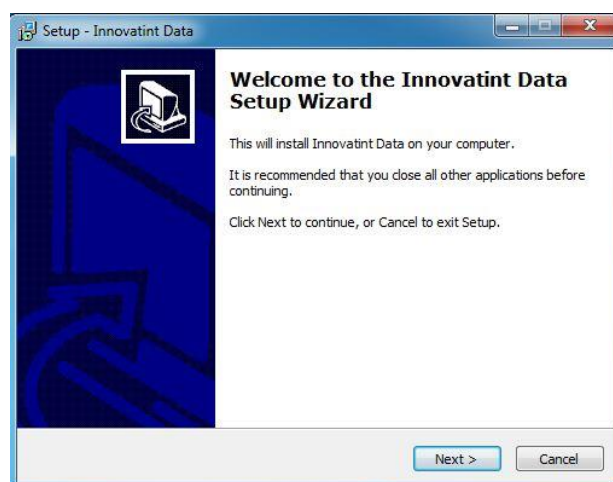 Setup - Innovatint Data
Welcome to the Innovatint Data
Setup Wizard
This will install Innovatint Data on your computer.
It is recommended that you close all other applications before
continuing.
Click Next to continue, or Cancel to exit Setup.
Next >
Cancel